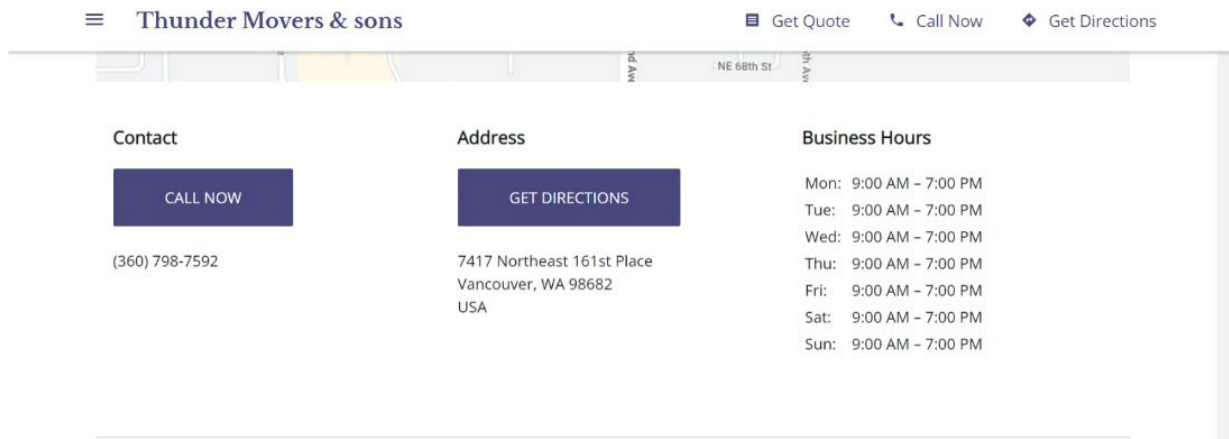 Thunder Movers & sons
Get Quote
Call Now
Get Directions
NE 68th St
nd Ave
th Av
Contact
CALL NOW
(360) 798-7592
Address
GET DIRECTIONS
7417 Northeast 161st Place
Vancouver, WA 98682
USA
Business Hours
Mon: 9:00 AM – 7:00 PM
Tue: 9:00 AM – 7:00 PM
Wed: 9:00 AM – 7:00 PM
Thu: 9:00 AM – 7:00 PM
Fri: 9:00 AM – 7:00 PM
Sat: 9:00 AM – 7:00 PM
Sun: 9:00 AM – 7:00 PM